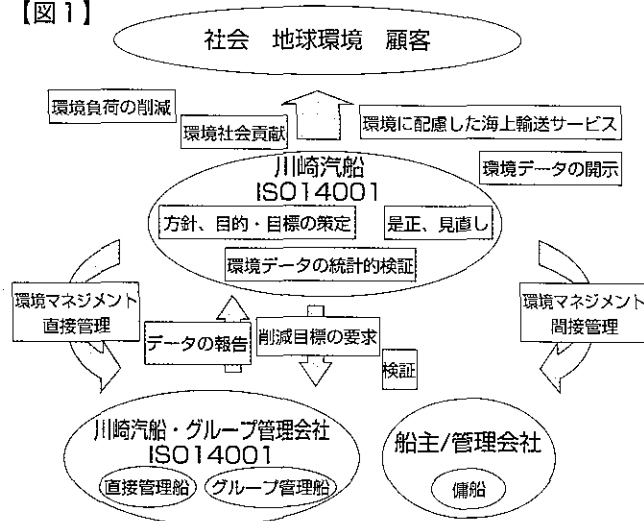 【図1】
社会 地球環境 顧客
環境負荷の削減
環境社会貢献
環境に配慮した海上輸送サービス
環境データの開示
川崎汽船
ISO14001
方針、目的・目標の策定
是正、見直し
環境データの統計的検証
環境マネジメント
直接管理
データの報告
削減目標の要求
検証
環境マネジメント
間接管理
川崎汽船・グループ管理会社
ISO14001
直接管理船
グループ管理船
船主/管理会社
傭船